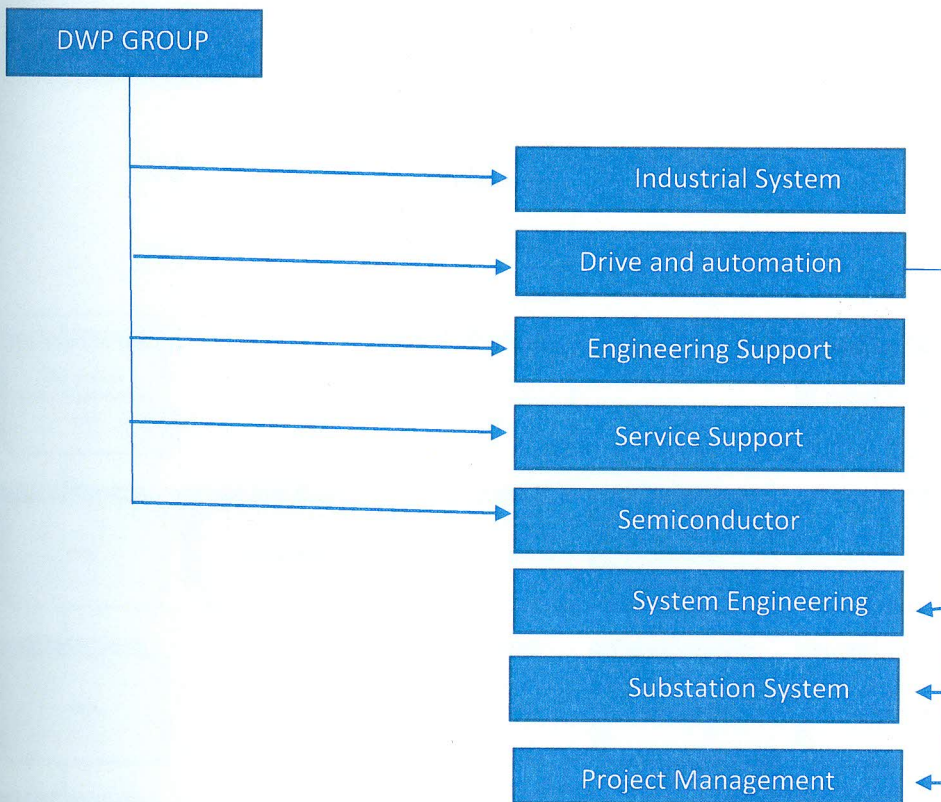 DWP GROUP
Industrial System
Drive and automation
Engineering Support
Service Support
Semiconductor
System Engineering
Substation System
Project Management